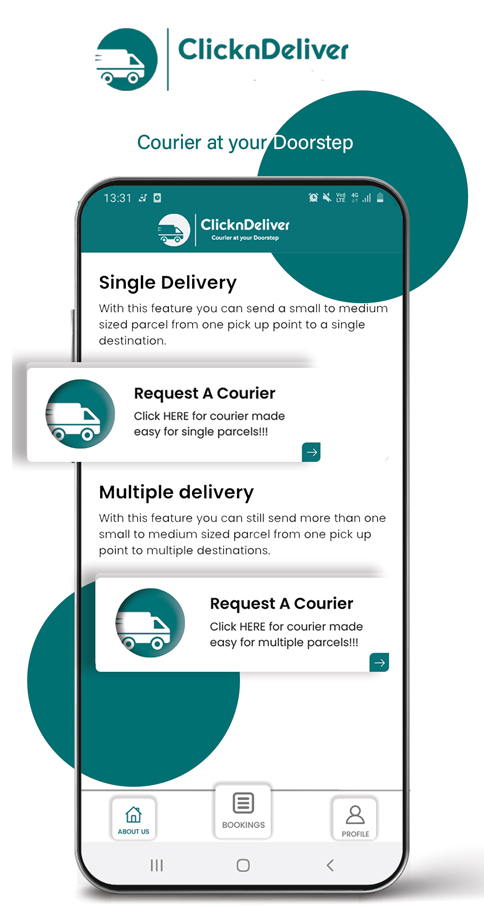 ClicknDeliver
Courier at your Doorstep
13:31
Vo)) LTE 4G
ClicknDeliver
Courier at your Doorstep
Single Delivery
With this feature you can send a small to medium
sized parcel from one pick up point to a single
destination.
Request A Courier
Click HERE for courier made
easy for single parcels!!!
Multiple delivery
With this feature you can still send more than one
small to medium sized parcel from one pick up
point to multiple destinations.
Request A Courier
Click HERE for courier made
easy for multiple parcels!!!
ABOUT US
BOOKINGS
PROFILE